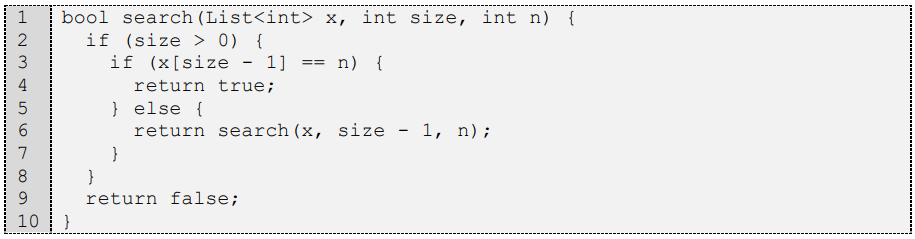 1 bool search(List<int> x, int size, int n) {
2   if (size > 0) {
3     if (x[size - 1] == n) {
4       return true;
5     } else {
6       return search(x, size - 1, n);
7     }
8   }
9   return false;
10 }